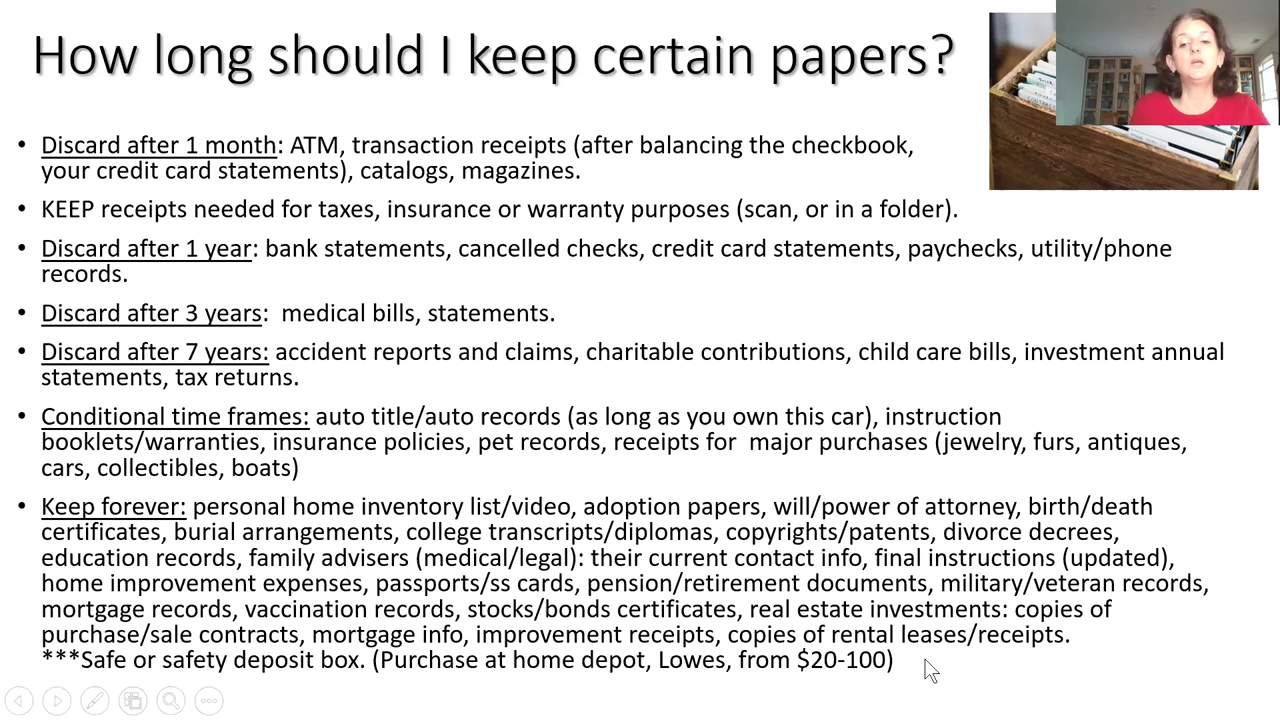 How long should I keep certain papers?
• Discard after 1 month: ATM, transaction receipts (after balancing the checkbook,
your credit card statements), catalogs, magazines.
• KEEP receipts needed for taxes, insurance or warranty purposes (scan, or in a folder).
• Discard after 1 year: bank statements, cancelled checks, credit card statements, paychecks, utility/phone
records.
• Discard after 3 years:  medical bills, statements.
• Discard after 7 years: accident reports and claims, charitable contributions, child care bills, investment annual
statements, tax returns.
• Conditional time frames: auto title/auto records (as long as you own this car), instruction
booklets/warranties, insurance policies, pet records, receipts for  major purchases (jewelry, furs, antiques,
cars, collectibles, boats)
• Keep forever: personal home inventory list/video, adoption papers, will/power of attorney, birth/death
certificates, burial arrangements, college transcripts/diplomas, copyrights/patents, divorce decrees,
education records, family advisers (medical/legal): their current contact info, final instructions (updated),
home improvement expenses, passports/ss cards, pension/retirement documents, military/veteran records,
mortgage records, vaccination records, stocks/bonds certificates, real estate investments: copies of
purchase/sale contracts, mortgage info, improvement receipts, copies of rental leases/receipts.
***Safe or safety deposit box. (Purchase at home depot, Lowes, from $20-100)